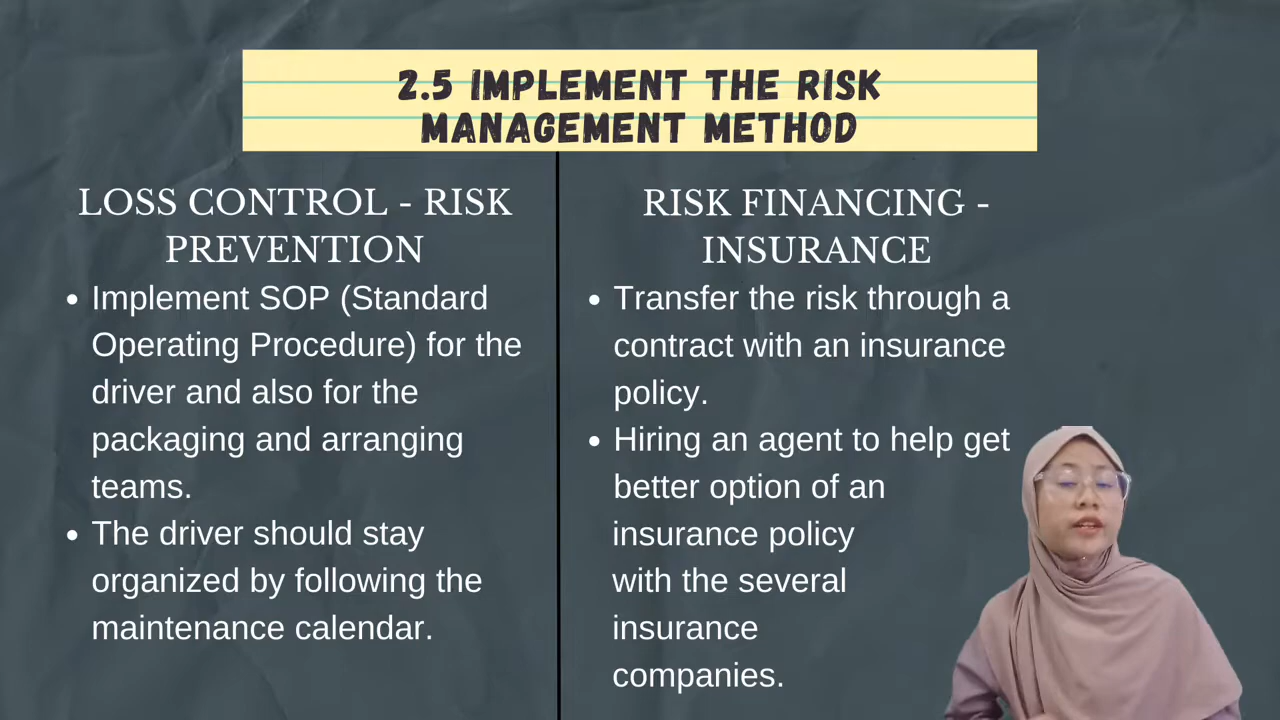 2.5 IMPLEMENT THE RISK
MANAGEMENT METHOD
LOSS CONTROL - RISK
PREVENTION
• Implement SOP (Standard
Operating Procedure) for the
driver and also for the
packaging and arranging
teams.
• The driver should stay
organized by following the
maintenance calendar.
RISK FINANCING -
INSURANCE
• Transfer the risk through a
contract with an insurance
policy.
• Hiring an agent to help get
better option of an
insurance policy
with the several
insurance
companies.